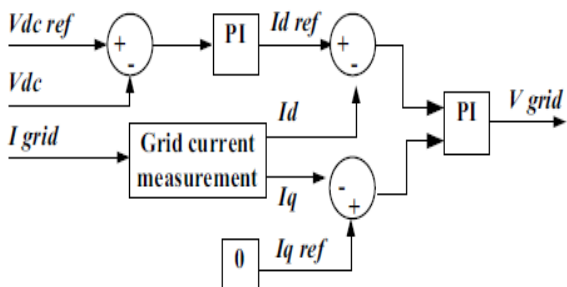 Vdc ref
+
-
PI
Id ref
+
-
Vdc
I grid
Grid current
measurement
Id
Iq
-
+
PI
V grid
0
Iq ref